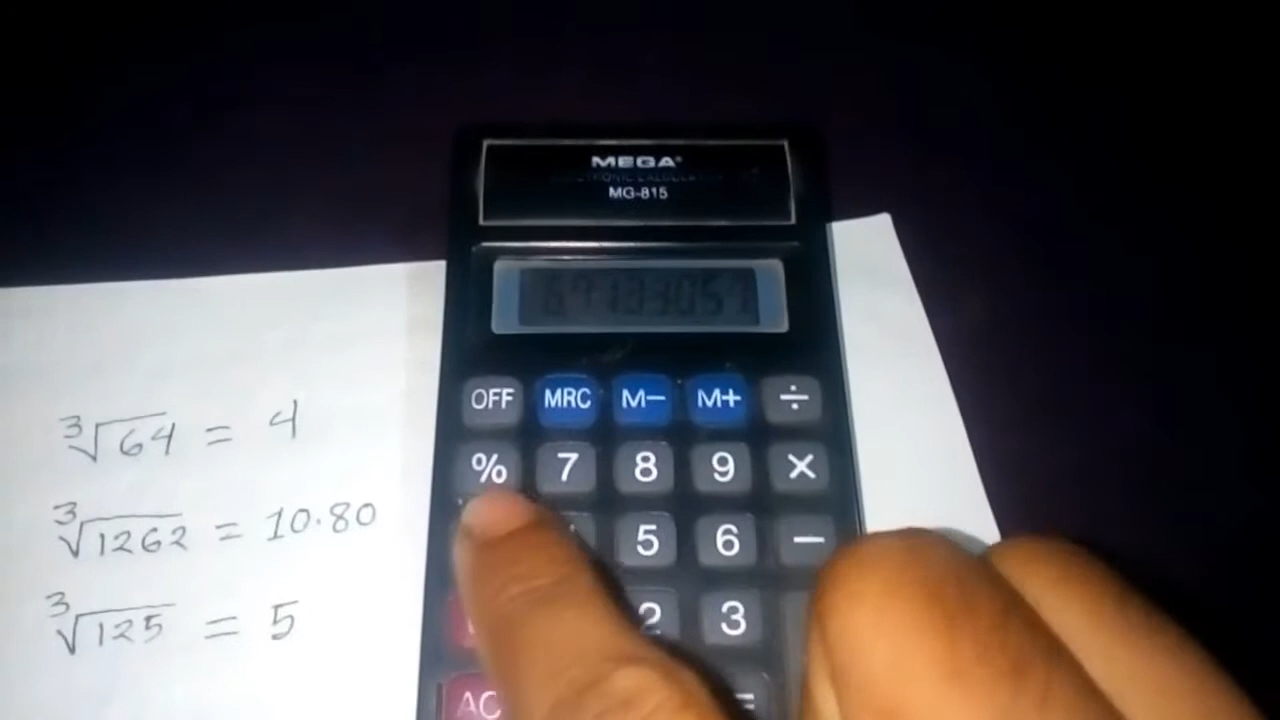 MEGA®
MG-815
OFF MRC M− M+ ÷
% 7 8 9 ×
5 6 −
2 3
AC =
∛64 = 4
∛1262 = 10.80
∛125 = 5